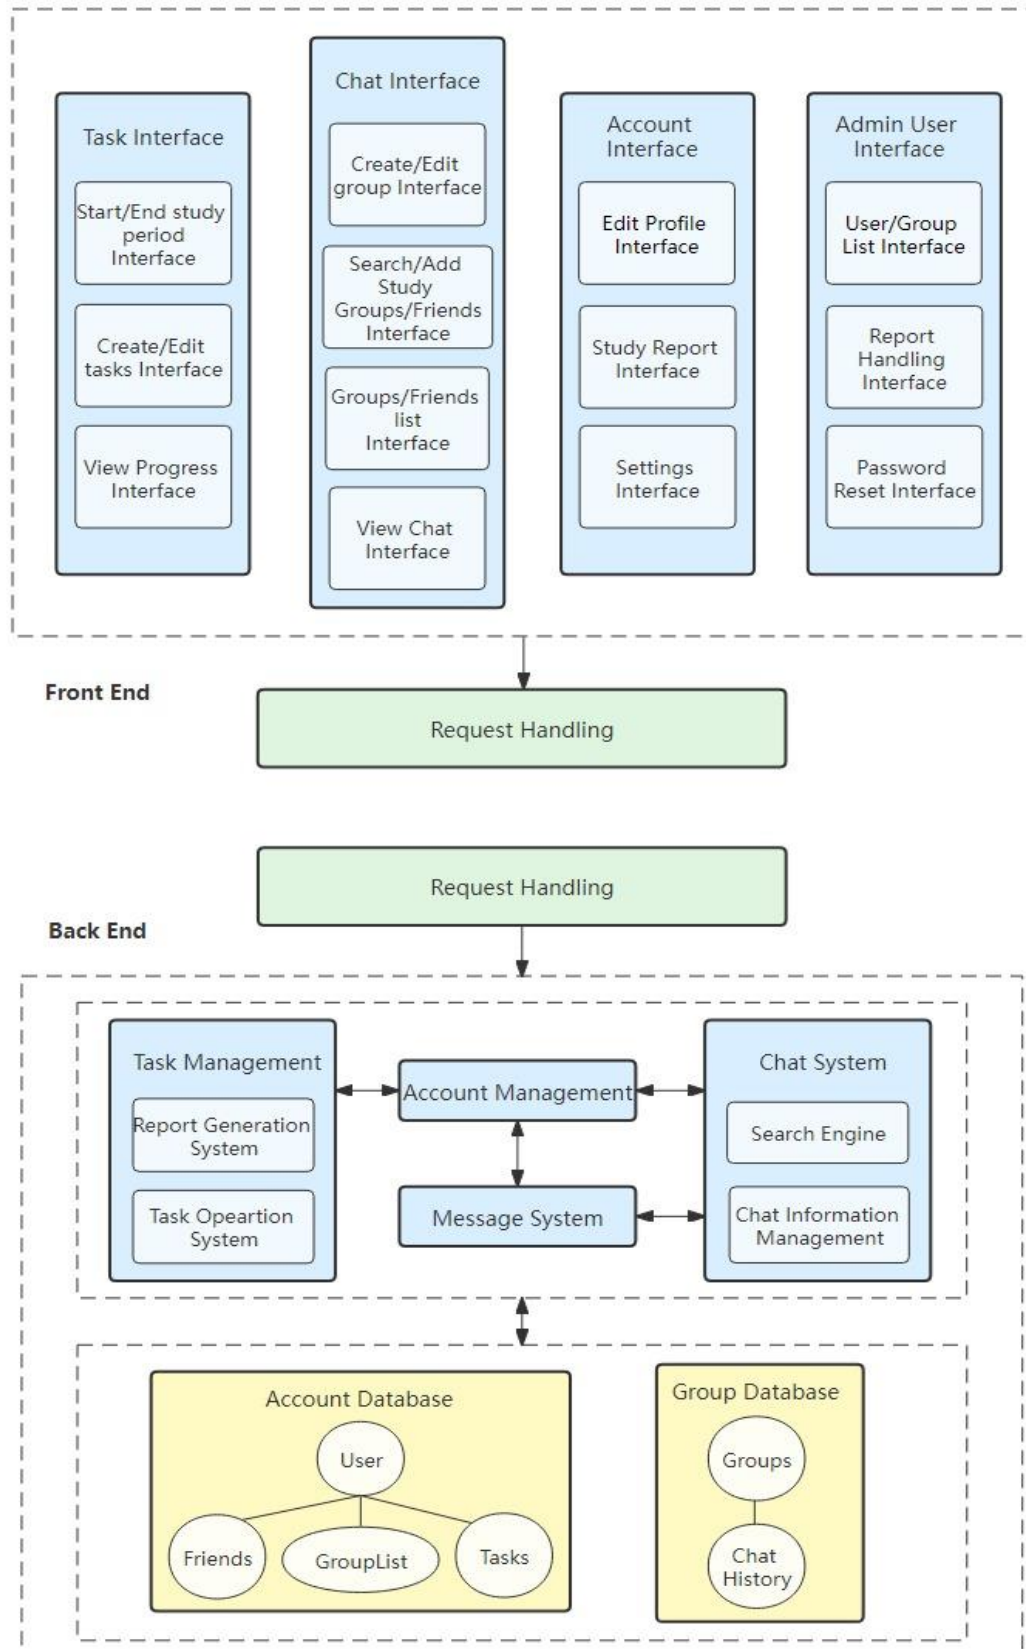 Task Interface
Start/End study
period
Interface
Create/Edit
tasks Interface
View Progress
Interface
Chat Interface
Create/Edit
group Interface
Search/Add
Study
Groups/Friends
Interface
Groups/Friends
list
Interface
View Chat
Interface
Account
Interface
Edit Profile
Interface
Study Report
Interface
Settings
Interface
Admin User
Interface
User/Group
List Interface
Report
Handling
Interface
Password
Reset Interface
Front End
Request Handling
Request Handling
Back End
Task Management
Report Generation
System
Task Opeartion
System
Account Management
Message System
Chat System
Search Engine
Chat Information
Management
Account Database
User
Friends
GroupList
Tasks
Group Database
Groups
Chat
History